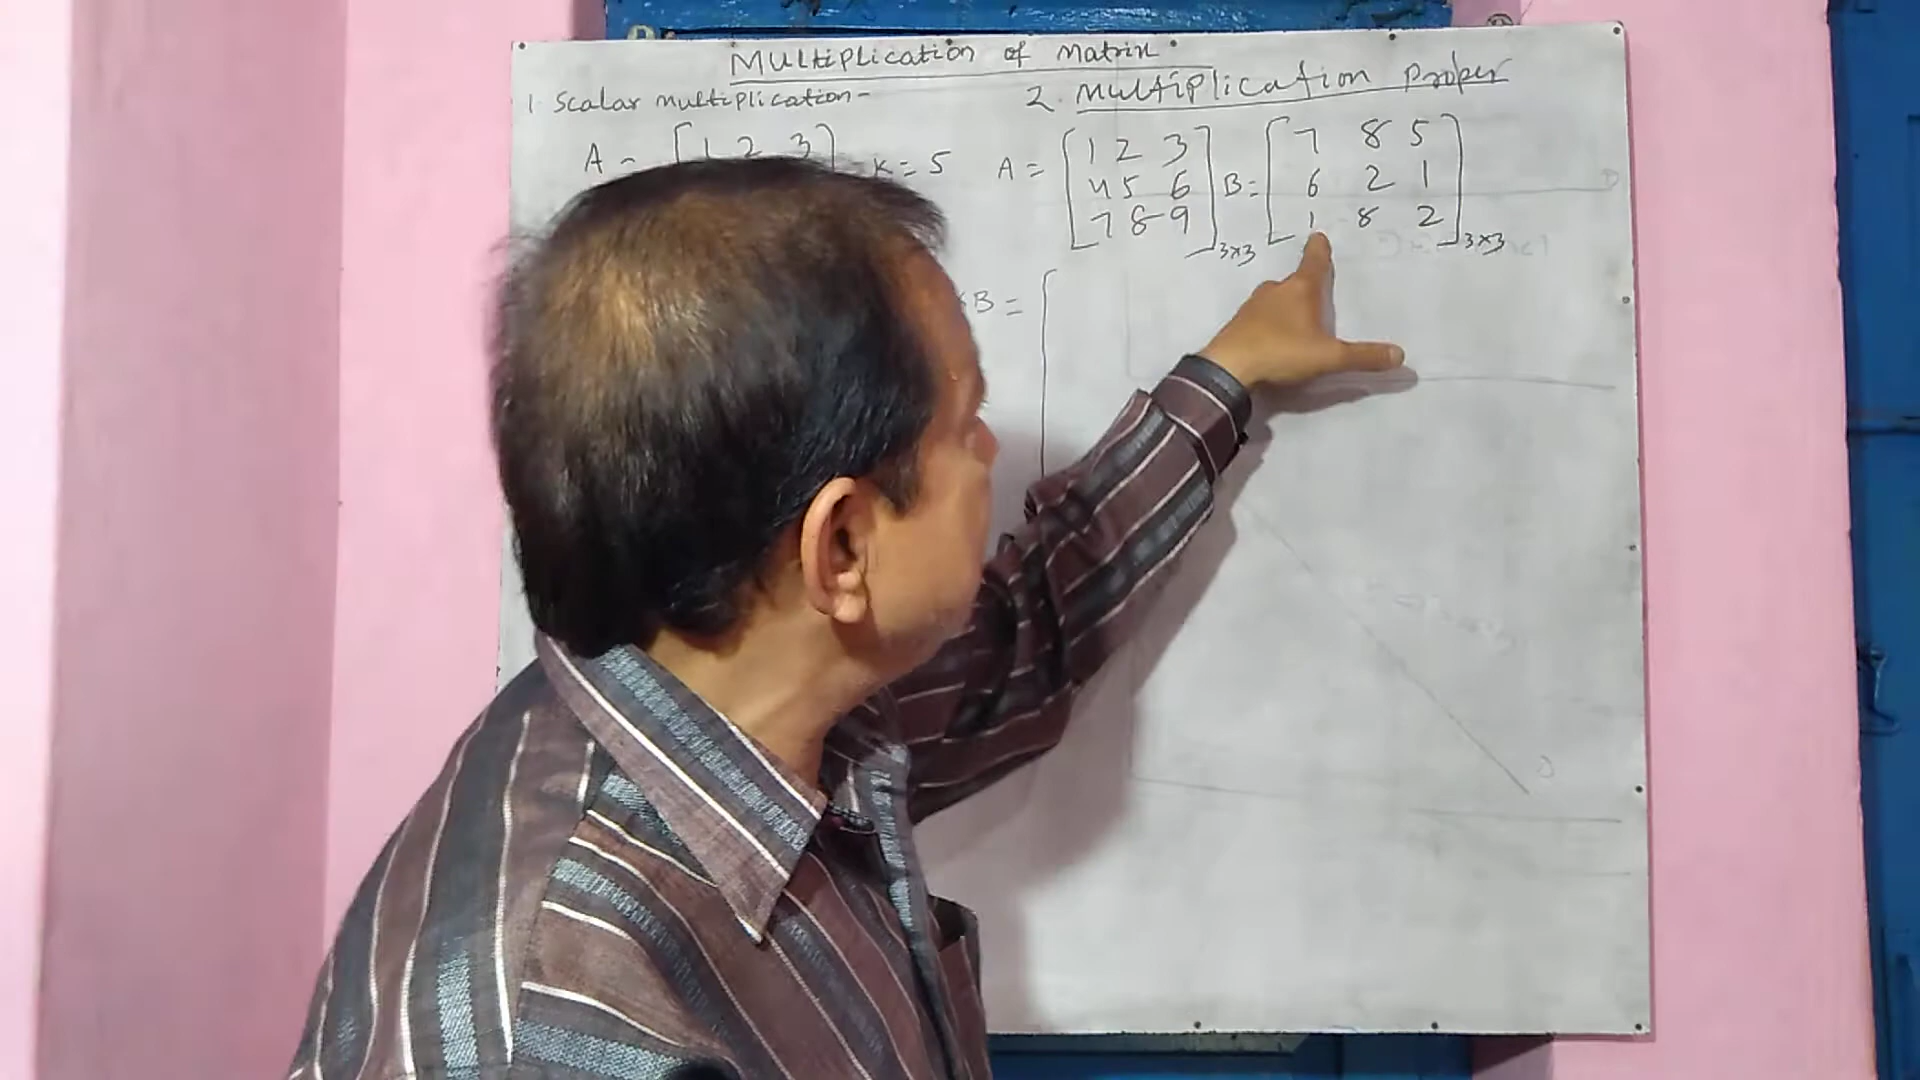 Multiplication of Matrix
1. Scalar multiplication-
A = [1 2 3] K = 5
2. Multiplication Proper
A = [1 2 3
4 5 6
7 8 9] 3×3
B = [7 8 5
6 2 1
1 8 2] 3×3
×B = [